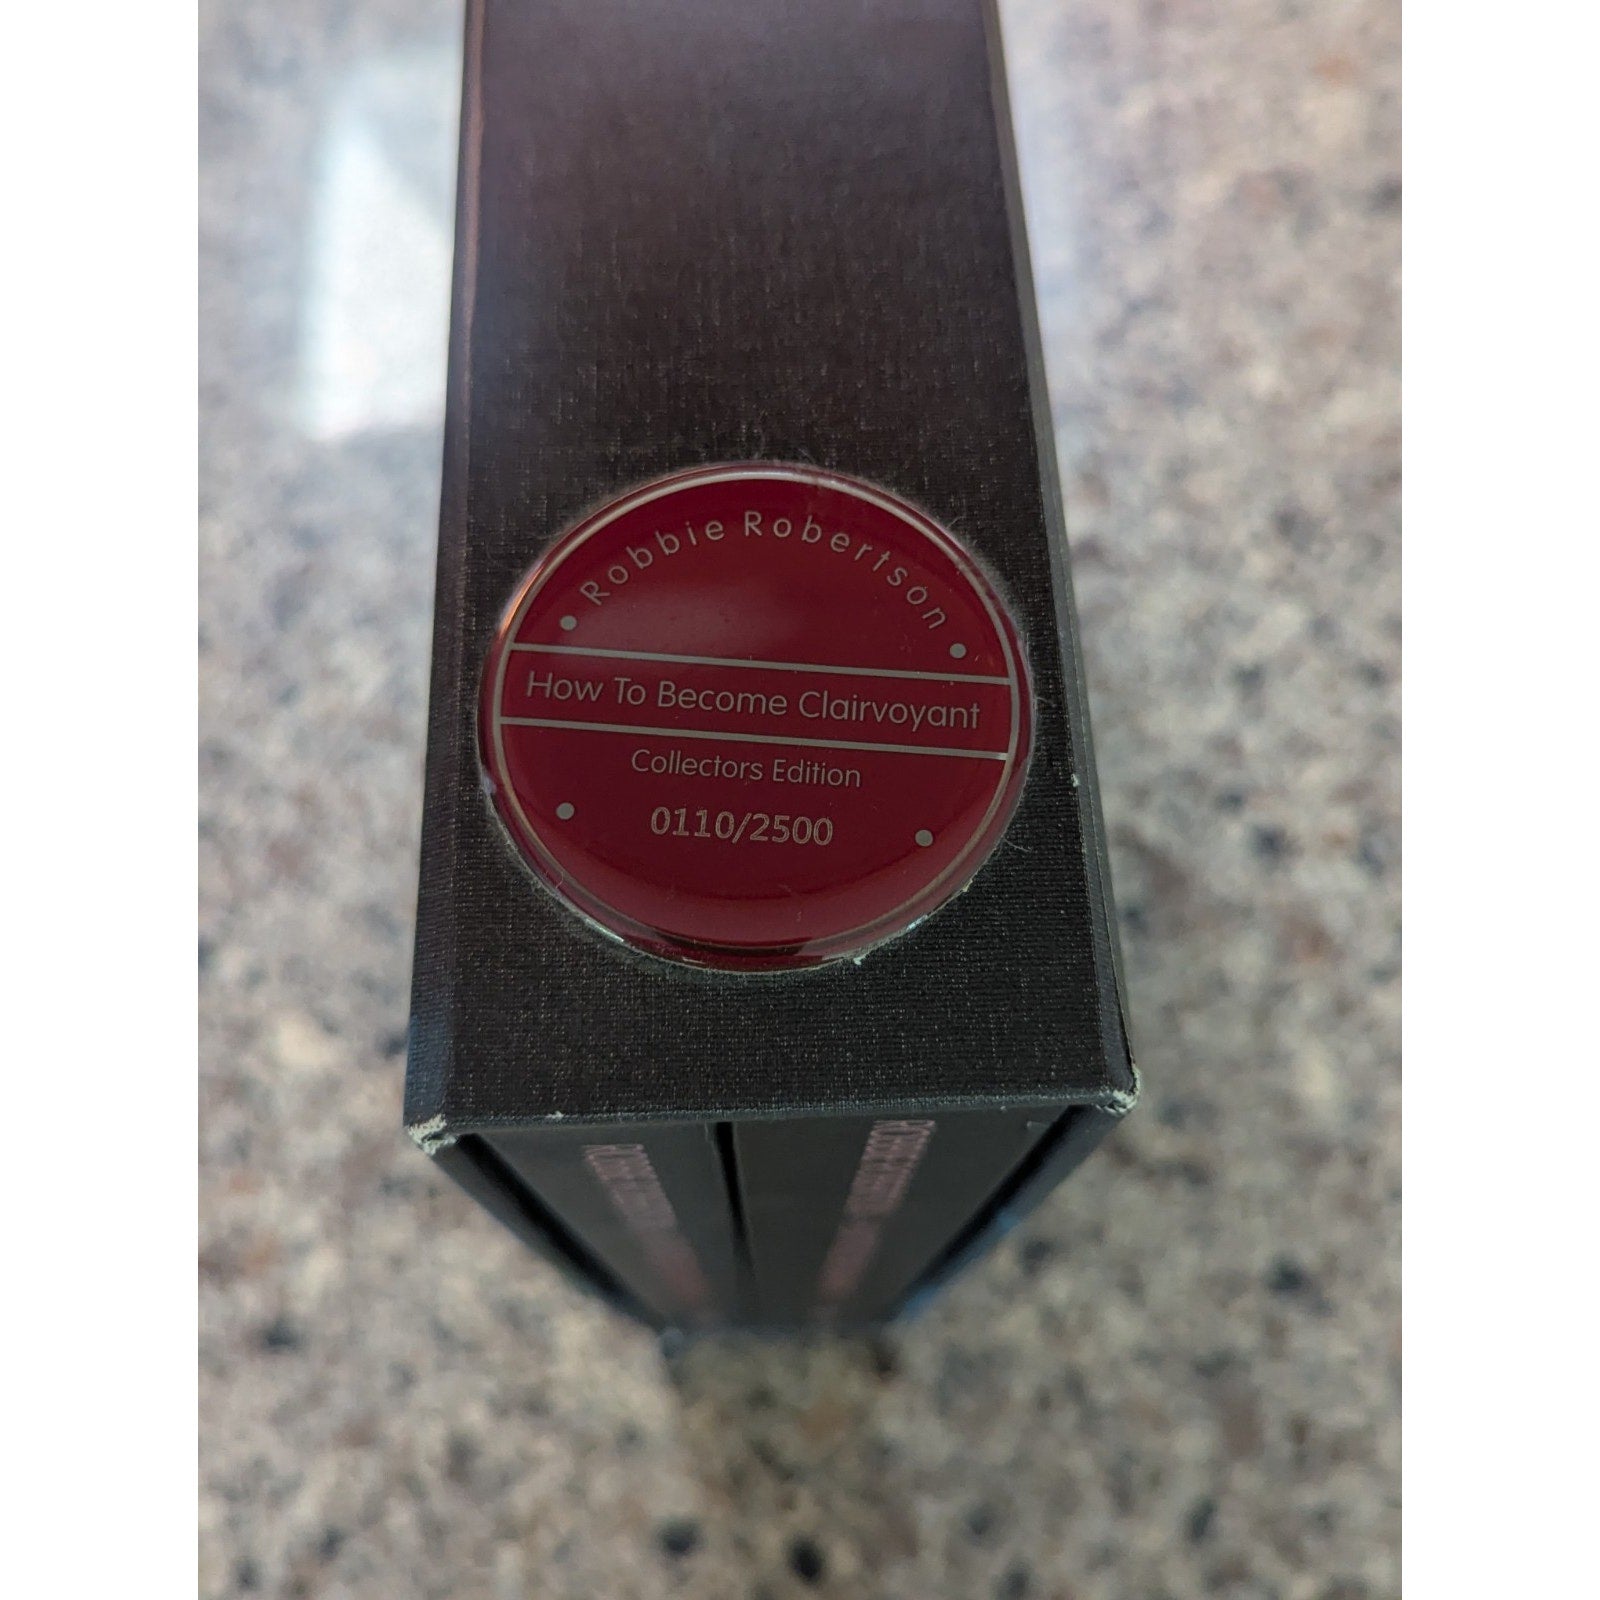 Robbie Robertson
How To Become Clairvoyant
Collectors Edition
0110/2500